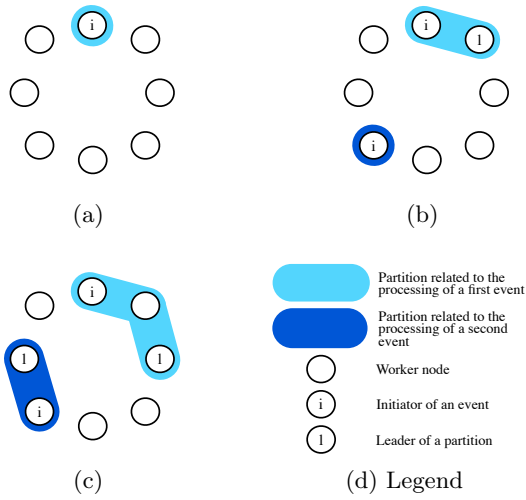 i
i
l
i
(a)
(b)
i
l
l
i
Partition related to the
processing of a first event
Partition related to the
processing of a second
event
Worker node
i
Initiator of an event
l
Leader of a partition
(c)
(d) Legend